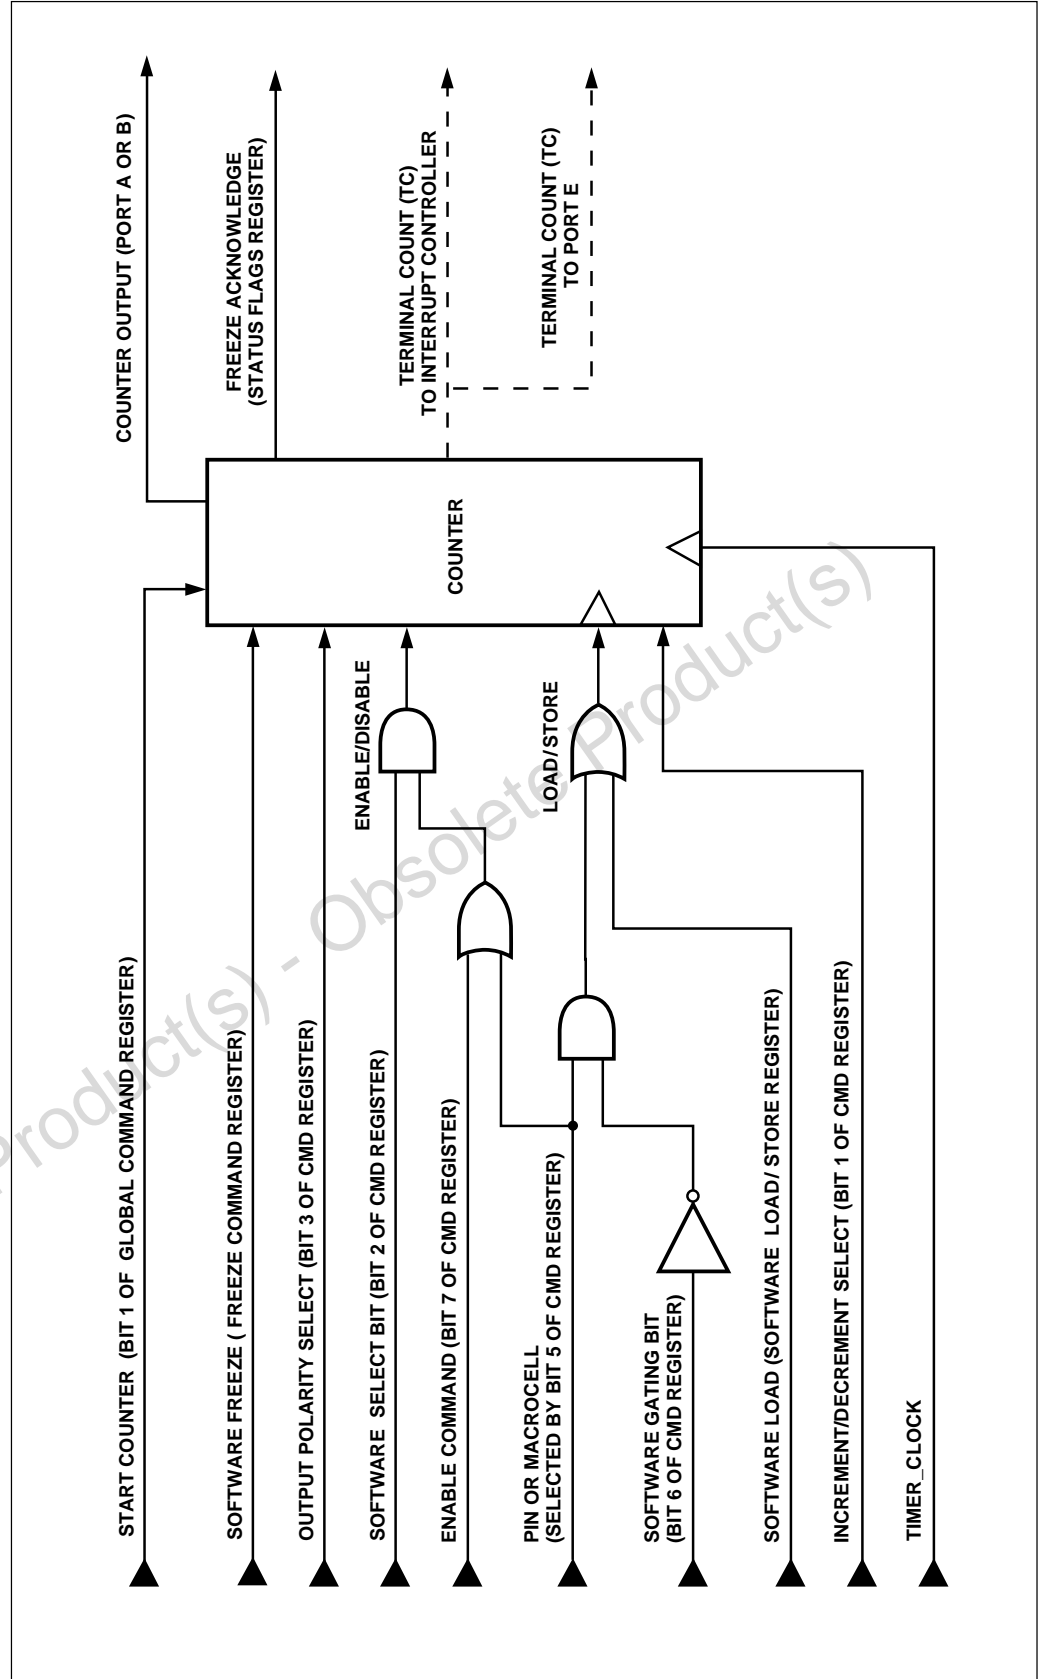 COUNTER OUTPUT (PORT A OR B)
FREEZE ACKNOWLEDGE
(STATUS FLAGS REGISTER)
TERMINAL COUNT (TC)
TO INTERRUPT CONTROLLER
TERMINAL COUNT (TC)
TO PORT E
COUNTER
ENABLE/DISABLE
LOAD/STORE
START COUNTER (BIT 1 OF GLOBAL COMMAND REGISTER)
SOFTWARE FREEZE ( FREEZE COMMAND REGISTER)
OUTPUT POLARITY SELECT (BIT 3 OF CMD REGISTER)
SOFTWARE SELECT BIT (BIT 2 OF CMD REGISTER)
ENABLE COMMAND (BIT 7 OF CMD REGISTER)
PIN OR MACROCELL
(SELECTED BY BIT 5 OF CMD REGISTER)
SOFTWARE GATING BIT
(BIT 6 OF CMD REGISTER)
SOFTWARE LOAD (SOFTWARE LOAD/ STORE REGISTER)
INCREMENT/DECREMENT SELECT (BIT 1 OF CMD REGISTER)
TIMER_CLOCK
Product(s) - Obsolete Product(s)